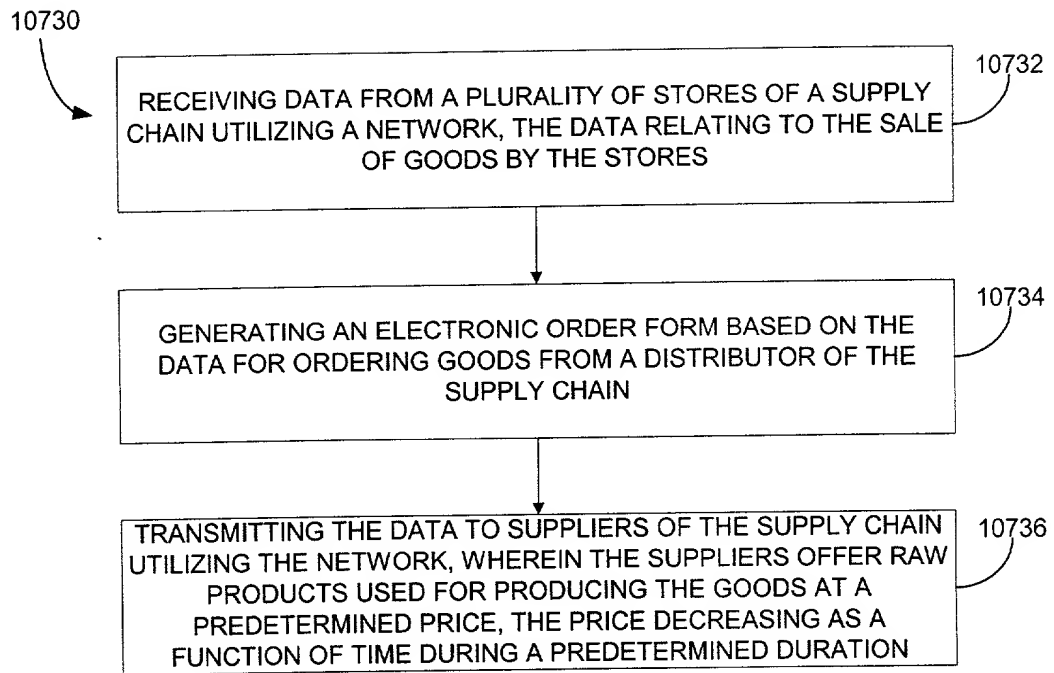 10730
10732
RECEIVING DATA FROM A PLURALITY OF STORES OF A SUPPLY
CHAIN UTILIZING A NETWORK, THE DATA RELATING TO THE SALE
OF GOODS BY THE STORES
10734
GENERATING AN ELECTRONIC ORDER FORM BASED ON THE
DATA FOR ORDERING GOODS FROM A DISTRIBUTOR OF THE
SUPPLY CHAIN
10736
TRANSMITTING THE DATA TO SUPPLIERS OF THE SUPPLY CHAIN
UTILIZING THE NETWORK, WHEREIN THE SUPPLIERS OFFER RAW
PRODUCTS USED FOR PRODUCING THE GOODS AT A
PREDETERMINED PRICE, THE PRICE DECREASING AS A
FUNCTION OF TIME DURING A PREDETERMINED DURATION